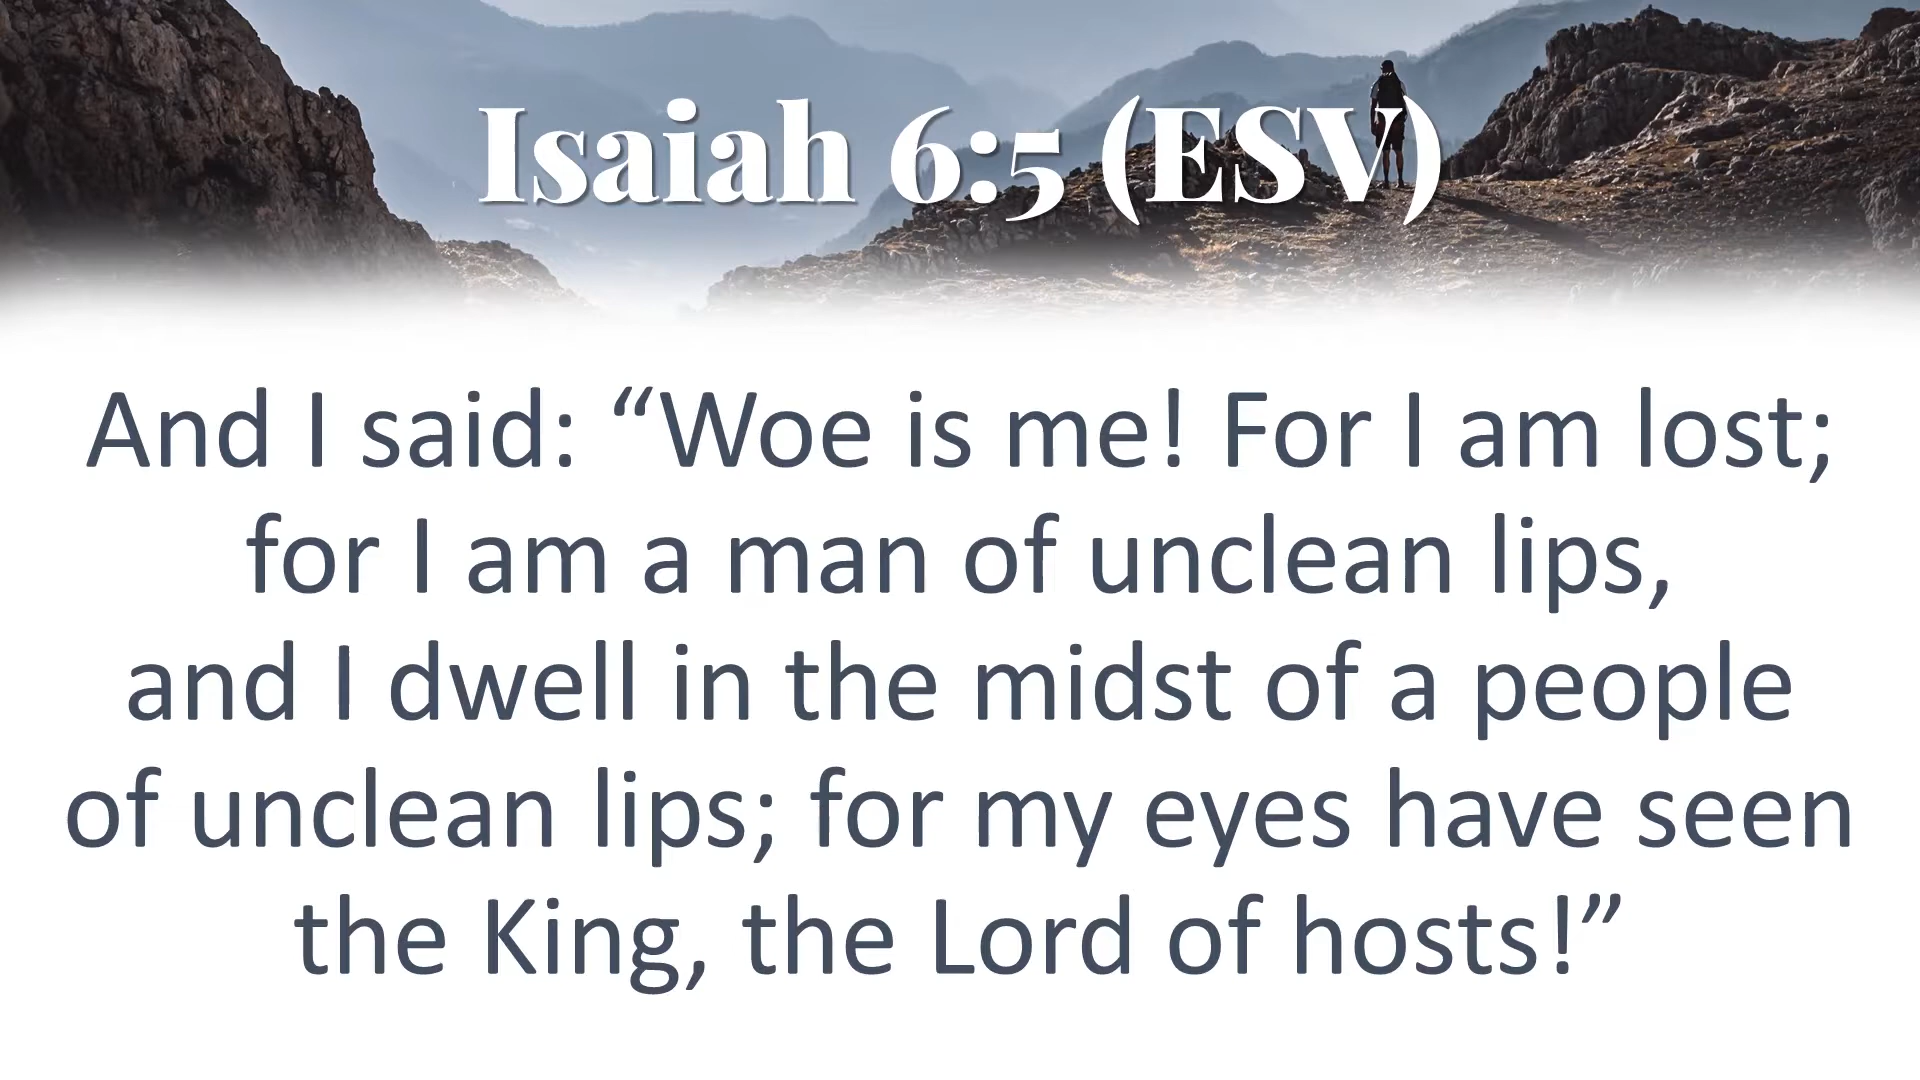 Isaiah 6:5 (ESV)
And I said: “Woe is me! For I am lost;
for I am a man of unclean lips,
and I dwell in the midst of a people
of unclean lips; for my eyes have seen
the King, the Lord of hosts!”